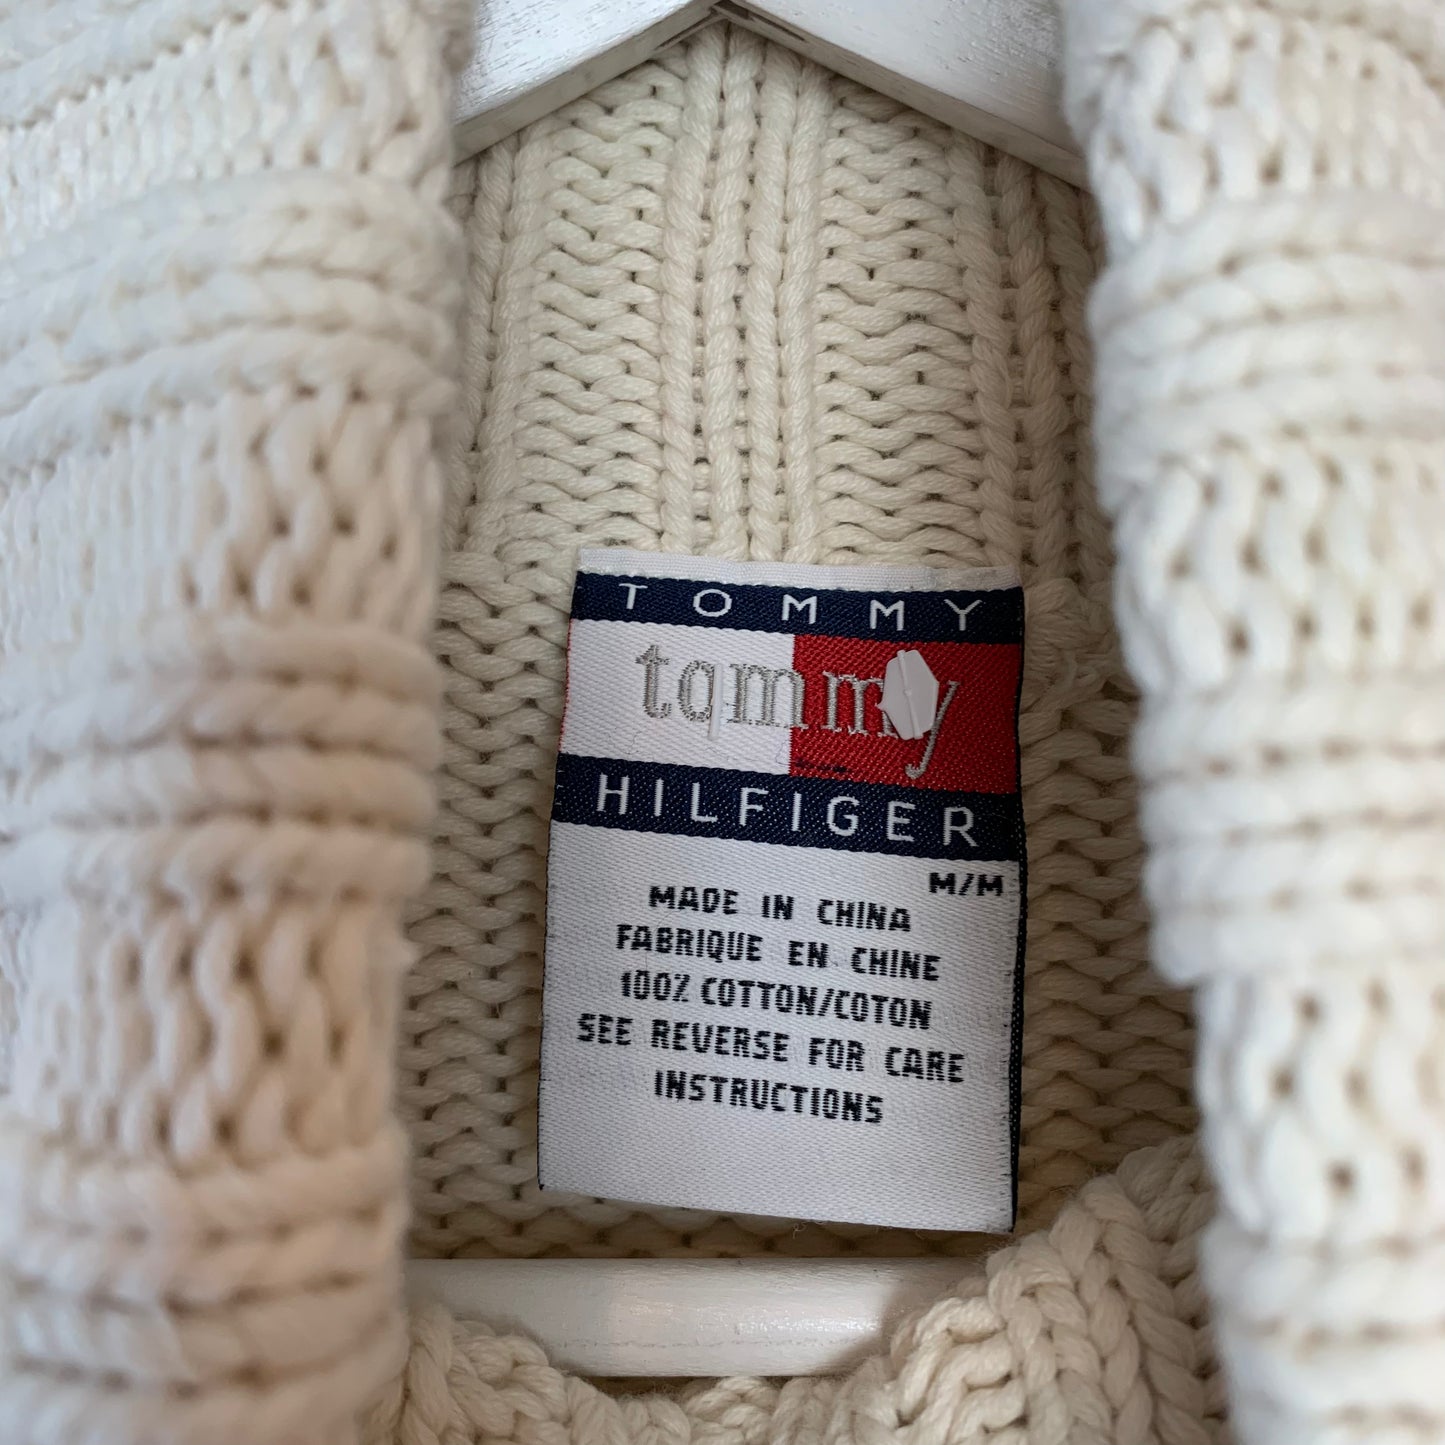 TOMMY
tommy
HILFIGER
M/M
MADE IN CHINA
FABRIQUE EN CHINE
100% COTTON/COTON
SEE REVERSE FOR CARE
INSTRUCTIONS